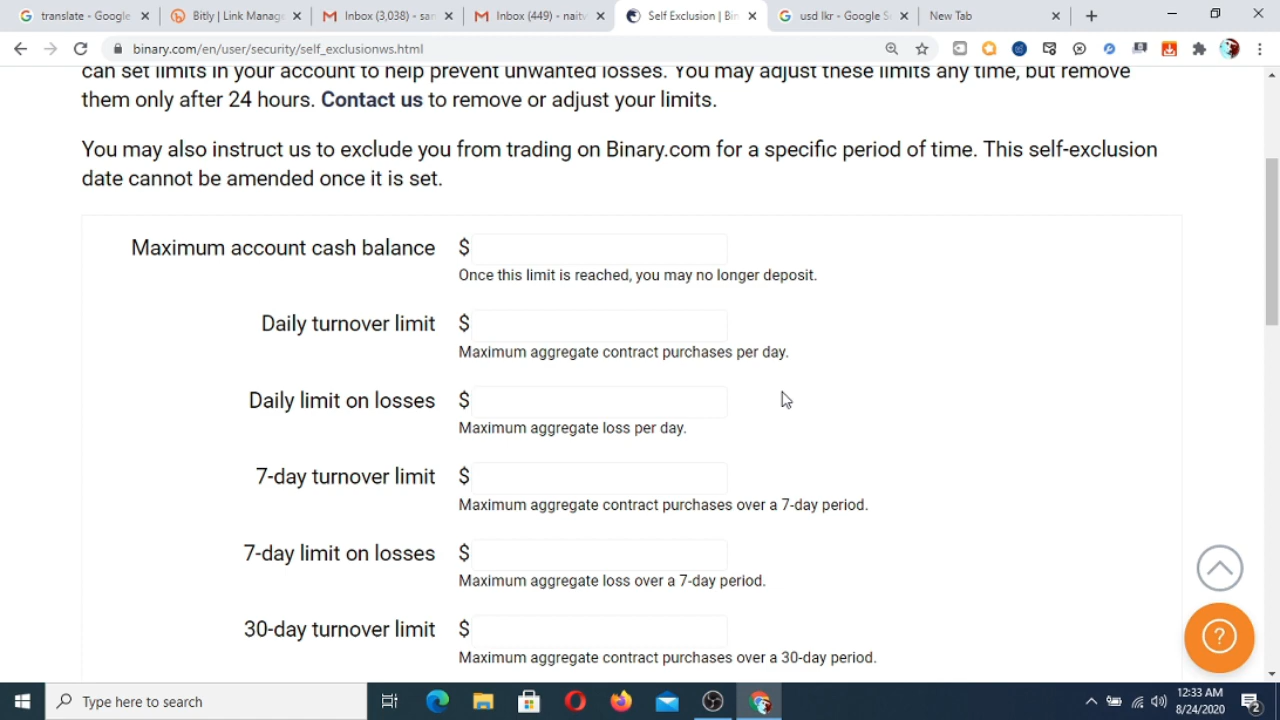 translate - Google
Bitly | Link Manage
Inbox (3,038) - san
Inbox (449) - naitv
Self Exclusion | Bin
usd lkr - Google Se
New Tab
binary.com/en/user/security/self_exclusionws.html
can set limits in your account to help prevent unwanted losses. You may adjust these limits any time, but remove
them only after 24 hours. Contact us to remove or adjust your limits.
You may also instruct us to exclude you from trading on Binary.com for a specific period of time. This self-exclusion
date cannot be amended once it is set.
Maximum account cash balance $
Once this limit is reached, you may no longer deposit.
Daily turnover limit $
Maximum aggregate contract purchases per day.
Daily limit on losses $
Maximum aggregate loss per day.
7-day turnover limit $
Maximum aggregate contract purchases over a 7-day period.
7-day limit on losses $
Maximum aggregate loss over a 7-day period.
30-day turnover limit $
Maximum aggregate contract purchases over a 30-day period.
?
Type here to search
12:33 AM
8/24/2020
2